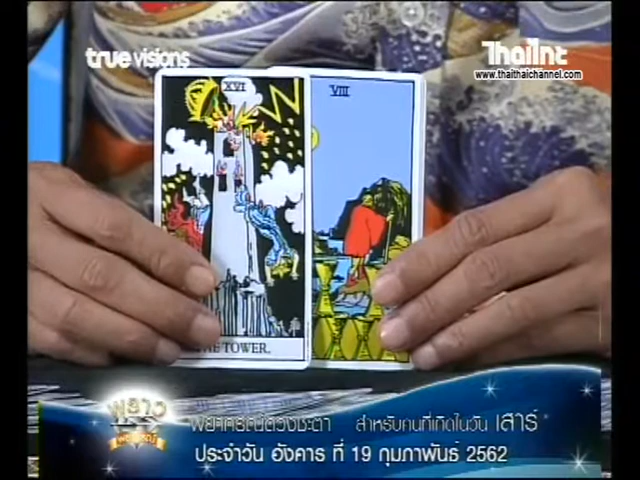 true visions
ThaiInt
www.thaithaichannel.com
XVI
VIII
THE TOWER.
พยากรณ์ดวงชะตา สำหรับคนที่เกิดในวัน เสาร์
ประจำวัน อังคาร ที่ 19 กุมภาพันธ์ 2562